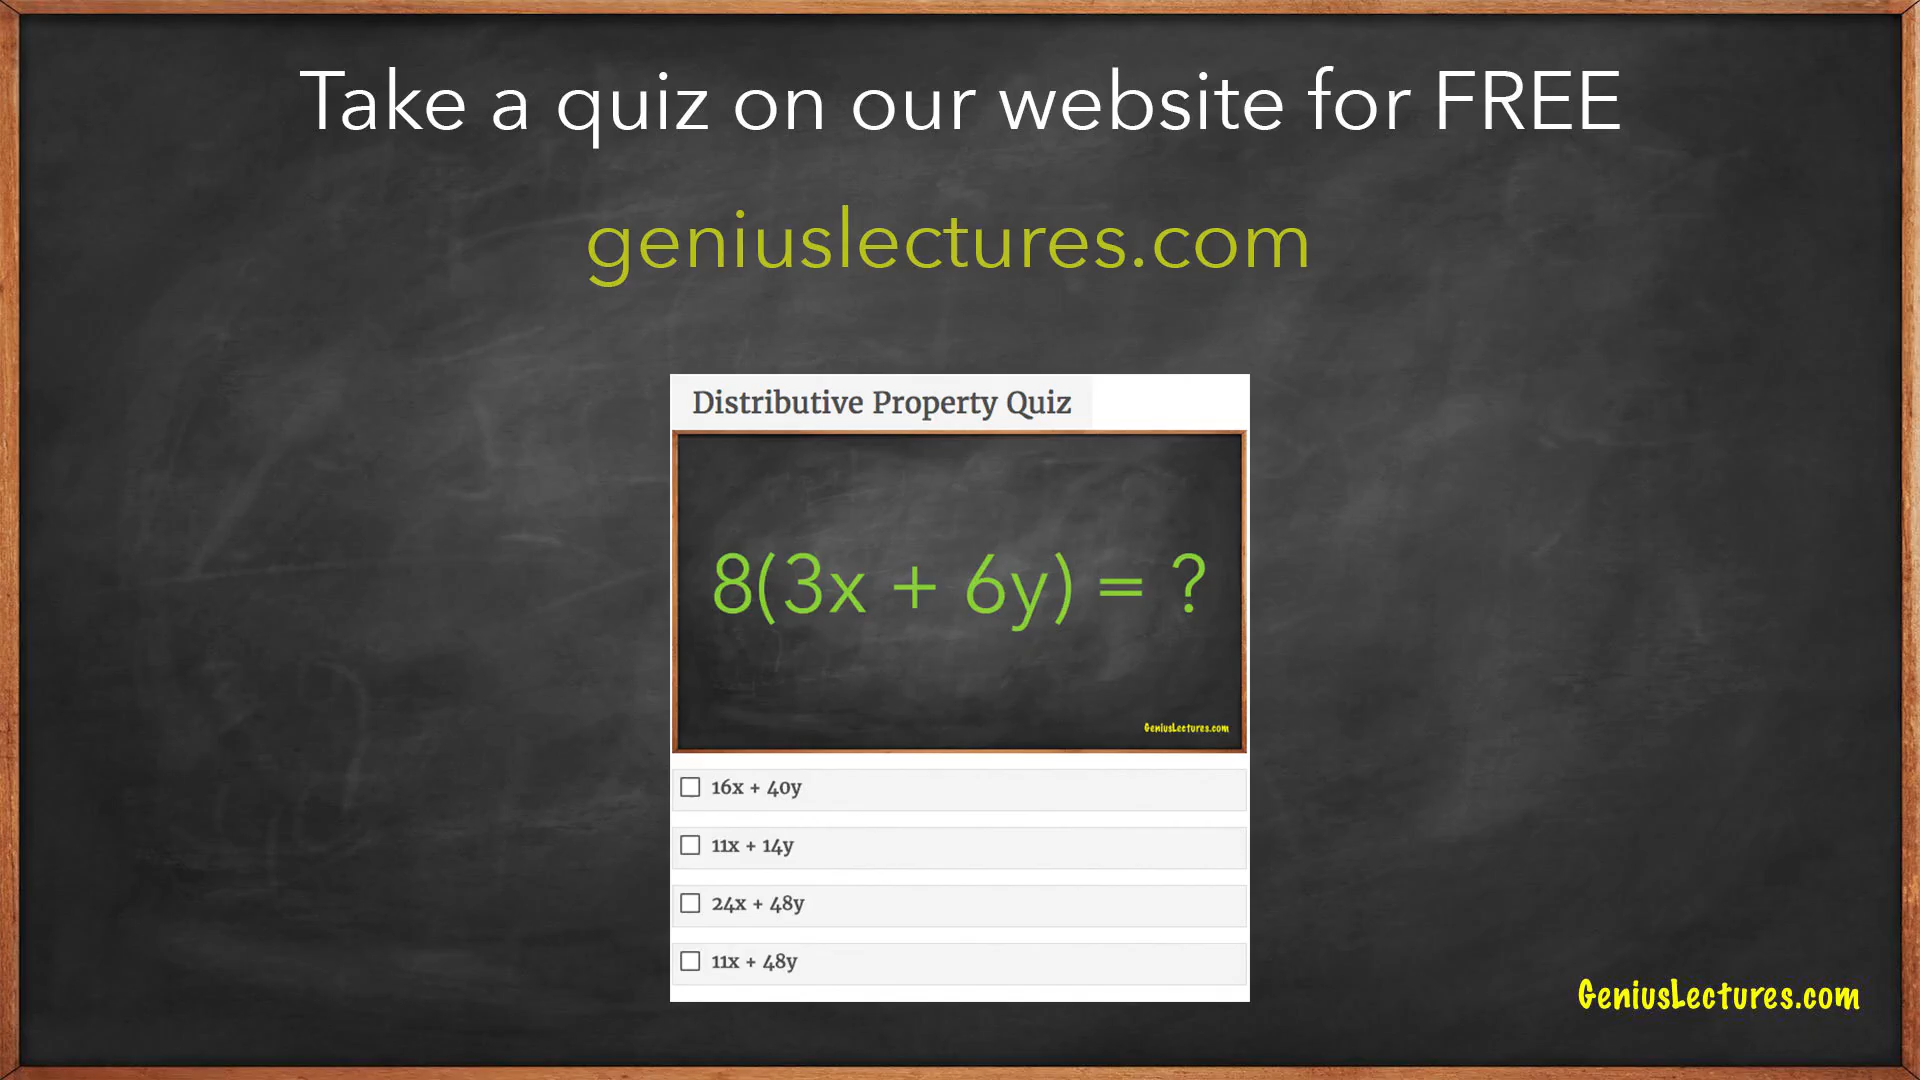 Take a quiz on our website for FREE
geniuslectures.com
Distributive Property Quiz
8(3x + 6y) = ?
GeniusLectures.com
16x + 40y
11x + 14y
24x + 48y
11x + 48y
GeniusLectures.com